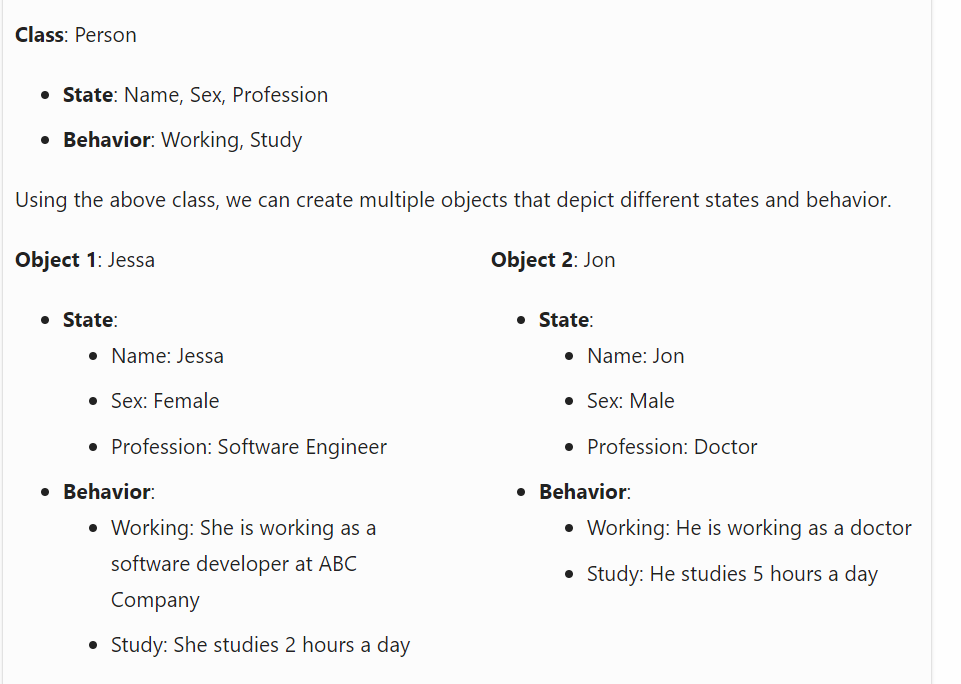 Class: Person
State: Name, Sex, Profession
Behavior: Working, Study
Using the above class, we can create multiple objects that depict different states and behavior.
Object 1: Jessa
State:
Name: Jessa
Sex: Female
Profession: Software Engineer
Behavior:
Working: She is working as a
software developer at ABC
Company
Study: She studies 2 hours a day
Object 2: Jon
State:
Name: Jon
Sex: Male
Profession: Doctor
Behavior:
Working: He is working as a doctor
Study: He studies 5 hours a day